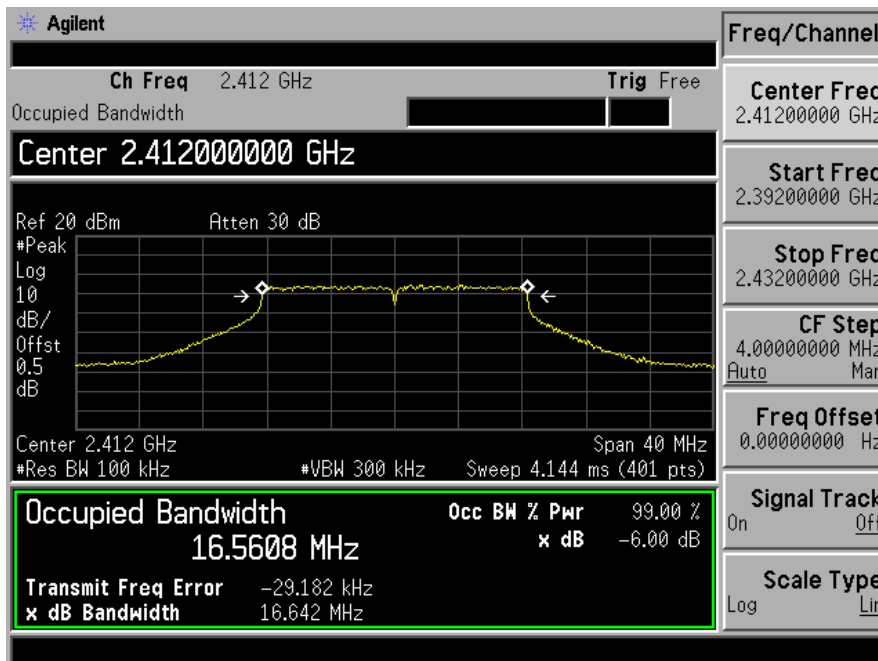 Agilent
Ch Freq 2.412 GHz Trig Free
Occupied Bandwidth
Center 2.412000000 GHz
Ref 20 dBm Atten 30 dB
#Peak
Log
10
dB/
Offst
0.5
dB
Center 2.412 GHz Span 40 MHz
#Res BW 100 kHz #VBW 300 kHz Sweep 4.144 ms (401 pts)
Occupied Bandwidth Occ BW % Pwr 99.00 %
16.5608 MHz x dB -6.00 dB
Transmit Freq Error -29.182 kHz
x dB Bandwidth 16.642 MHz
Freq/Channel
Center Freq
2.41200000 GHz
Start Freq
2.39200000 GHz
Stop Freq
2.43200000 GHz
CF Step
4.00000000 MHz
Auto Man
Freq Offset
0.00000000 Hz
Signal Track
On Off
Scale Type
Log Lin